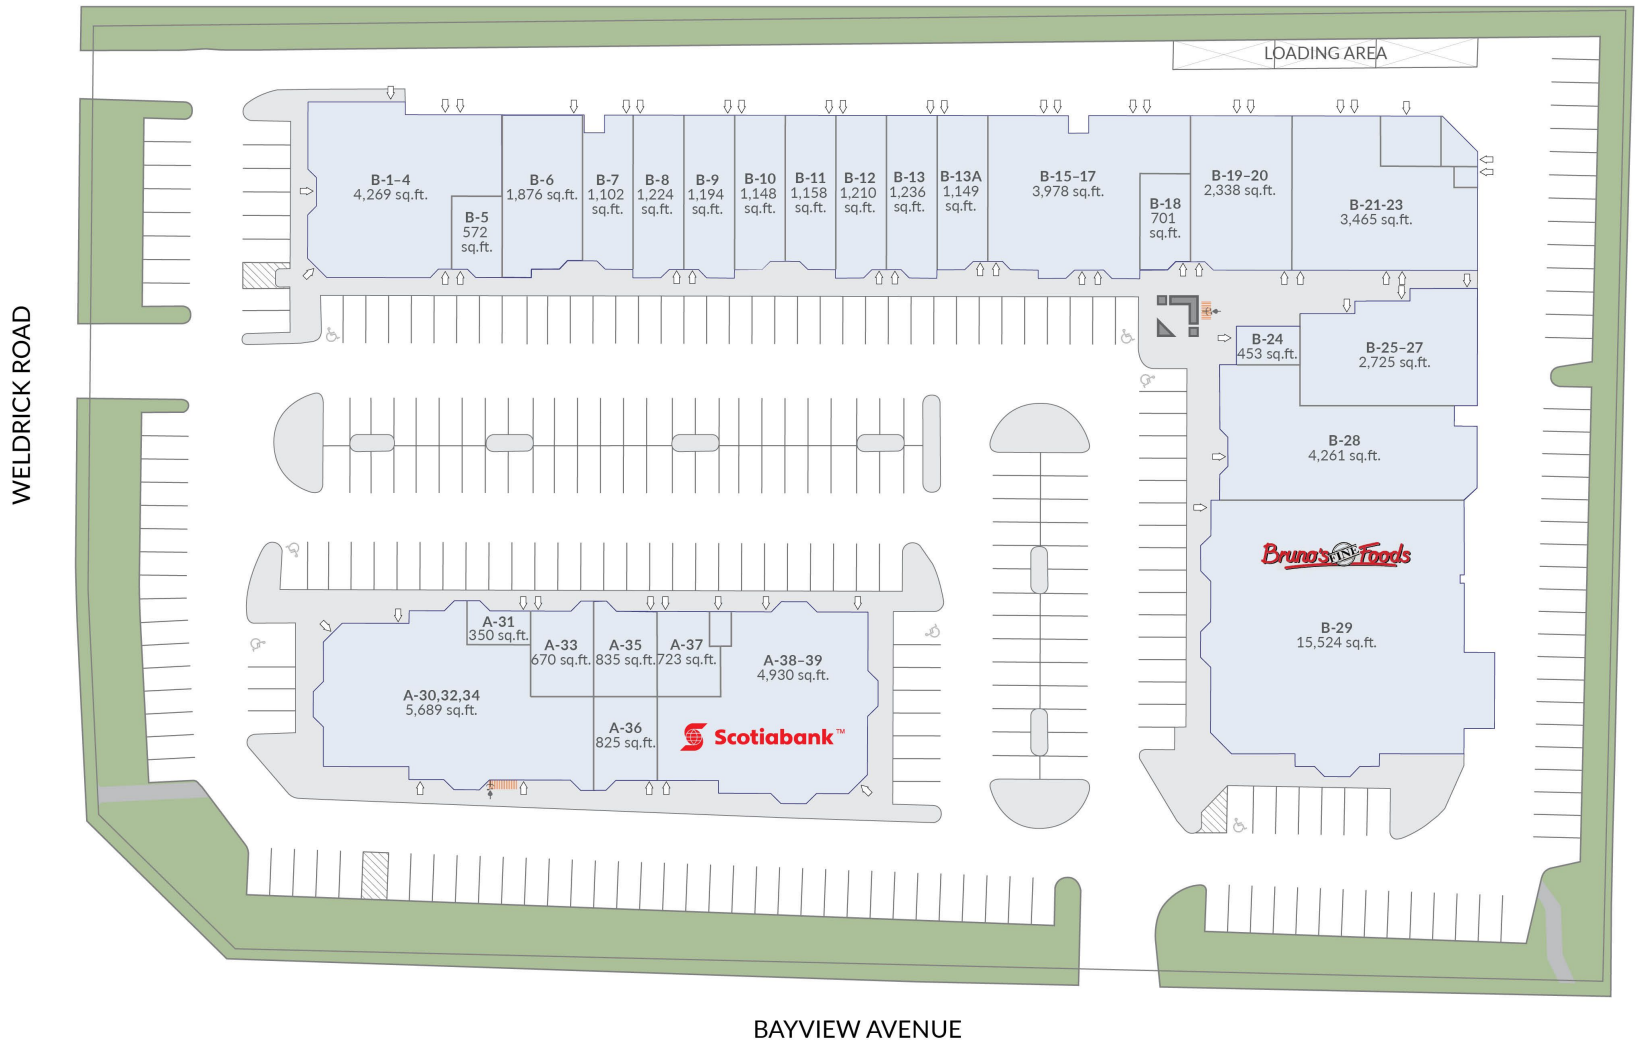 LOADING AREA
B-1–4
4,269 sq.ft.
B-5
572
sq.ft.
B-6
1,876 sq.ft.
B-7
1,102
sq.ft.
B-8
1,224
sq.ft.
B-9
1,194
sq.ft.
B-10
1,148
sq.ft.
B-11
1,158
sq.ft.
B-12
1,210
sq.ft.
B-13
1,236
sq.ft.
B-13A
1,149
sq.ft.
B-15–17
3,978 sq.ft.
B-18
701
sq.ft.
B-19–20
2,338 sq.ft.
B-21-23
3,465 sq.ft.
B-24
453 sq.ft.
B-25–27
2,725 sq.ft.
B-28
4,261 sq.ft.
Bruno's FINE Foods
B-29
15,524 sq.ft.
WELDRICK ROAD
A-31
350 sq.ft.
A-33
670 sq.ft.
A-35
835 sq.ft.
A-37
723 sq.ft.
A-38–39
4,930 sq.ft.
A-30,32,34
5,689 sq.ft.
A-36
825 sq.ft.
Scotiabank™
BAYVIEW AVENUE